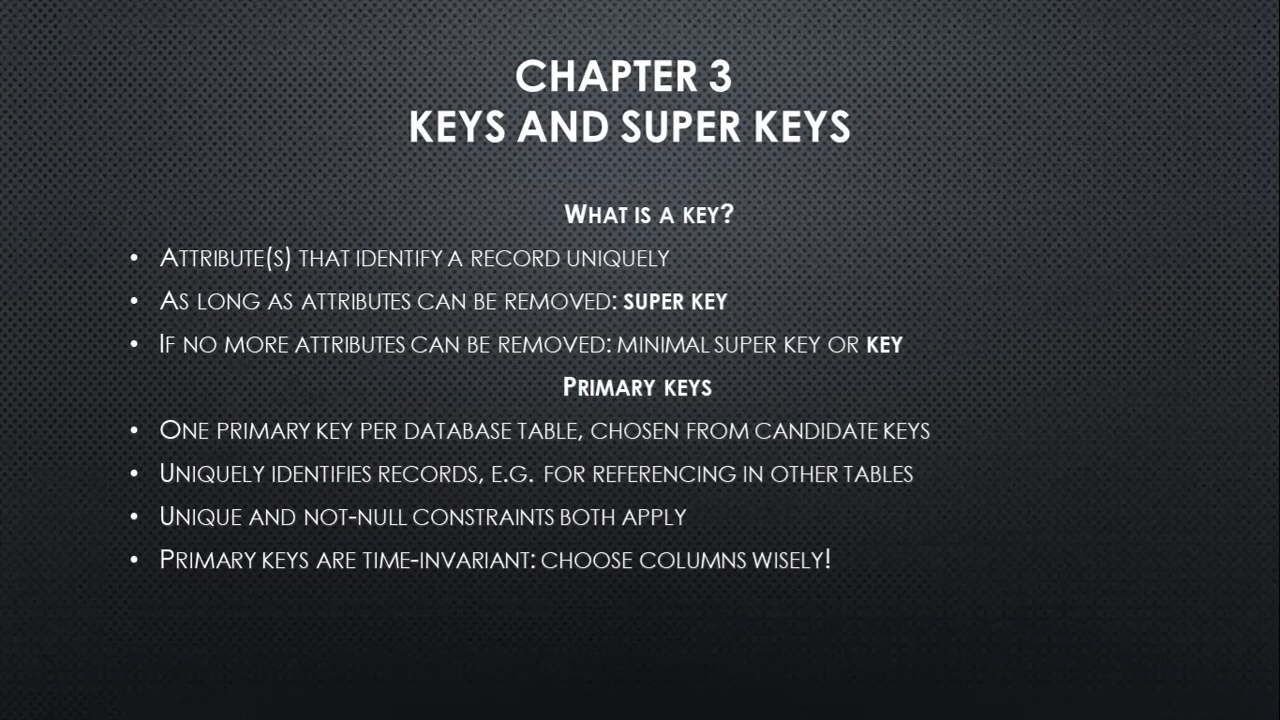 CHAPTER 3
KEYS AND SUPER KEYS
WHAT IS A KEY?
• ATTRIBUTE(S) THAT IDENTIFY A RECORD UNIQUELY
• AS LONG AS ATTRIBUTES CAN BE REMOVED: SUPER KEY
• IF NO MORE ATTRIBUTES CAN BE REMOVED: MINIMAL SUPER KEY OR KEY
PRIMARY KEYS
• ONE PRIMARY KEY PER DATABASE TABLE, CHOSEN FROM CANDIDATE KEYS
• UNIQUELY IDENTIFIES RECORDS, E.G. FOR REFERENCING IN OTHER TABLES
• UNIQUE AND NOT-NULL CONSTRAINTS BOTH APPLY
• PRIMARY KEYS ARE TIME-INVARIANT: CHOOSE COLUMNS WISELY!